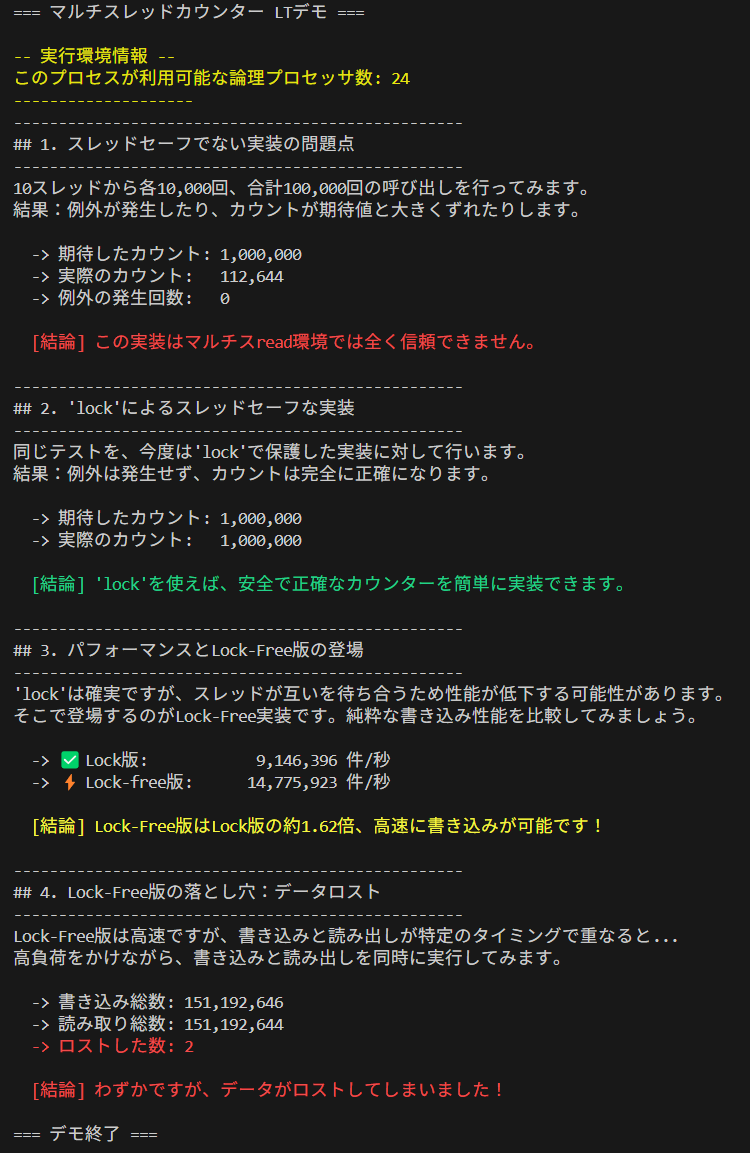 === マルチスレッドカウンター LTデモ ===
-- 実行環境情報 --
このプロセスが利用可能な論理プロセッサ数: 24
--------------------
--------------------------------------------------
## 1. スレッドセーフでない実装の問題点
--------------------------------------------------
10スレッドから各10,000回、合計100,000回の呼び出しを行ってみます。
結果：例外が発生したり、カウントが期待値と大きくずれたりします。
-> 期待したカウント: 1,000,000
-> 実際のカウント: 112,644
-> 例外の発生回数: 0
[結論] この実装はマルチスread環境では全く信頼できません。
--------------------------------------------------
## 2. 'lock'によるスレッドセーフな実装
--------------------------------------------------
同じテストを、今度は'lock'で保護した実装に対して行います。
結果：例外は発生せず、カウントは完全に正確になります。
-> 期待したカウント: 1,000,000
-> 実際のカウント: 1,000,000
[結論] 'lock'を使えば、安全で正確なカウンターを簡単に実装できます。
--------------------------------------------------
## 3. パフォーマンスとLock-Free版の登場
--------------------------------------------------
'lock'は確実ですが、スレッドが互いを待ち合うため性能が低下する可能性があります。
そこで登場するのがLock-Free実装です。純粋な書き込み性能を比較してみましょう。
-> ✅ Lock版: 9,146,396 件/秒
-> ⚡ Lock-free版: 14,775,923 件/秒
[結論] Lock-Free版はLock版の約1.62倍、高速に書き込みが可能です！
--------------------------------------------------
## 4. Lock-Free版の落とし穴：データロスト
--------------------------------------------------
Lock-Free版は高速ですが、書き込みと読み出しが特定のタイミングで重なると...
高負荷をかけながら、書き込みと読み出しを同時に実行してみます。
-> 書き込み総数: 151,192,646
-> 読み取り総数: 151,192,644
-> ロストした数: 2
[結論] わずかですが、データがロストしてしまいました！
=== デモ終了 ===